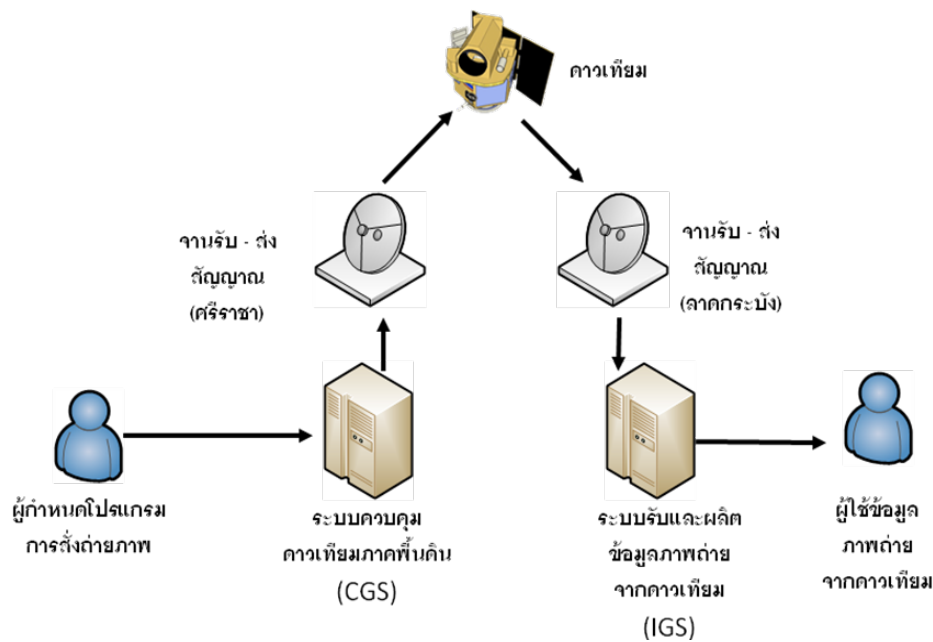 ดาวเทียม
จานรับ - ส่ง
สัญญาณ
(ศรีราชา)
จานรับ - ส่ง
สัญญาณ
(ลาดกระบัง)
ผู้กำหนดโปรแกรม
การสั่งถ่ายภาพ
ระบบควบคุม
ดาวเทียมภาคพื้นดิน
(CGS)
ระบบรับและผลิต
ข้อมูลภาพถ่าย
จากดาวเทียม
(IGS)
ผู้ใช้ข้อมูล
ภาพถ่าย
จากดาวเทียม